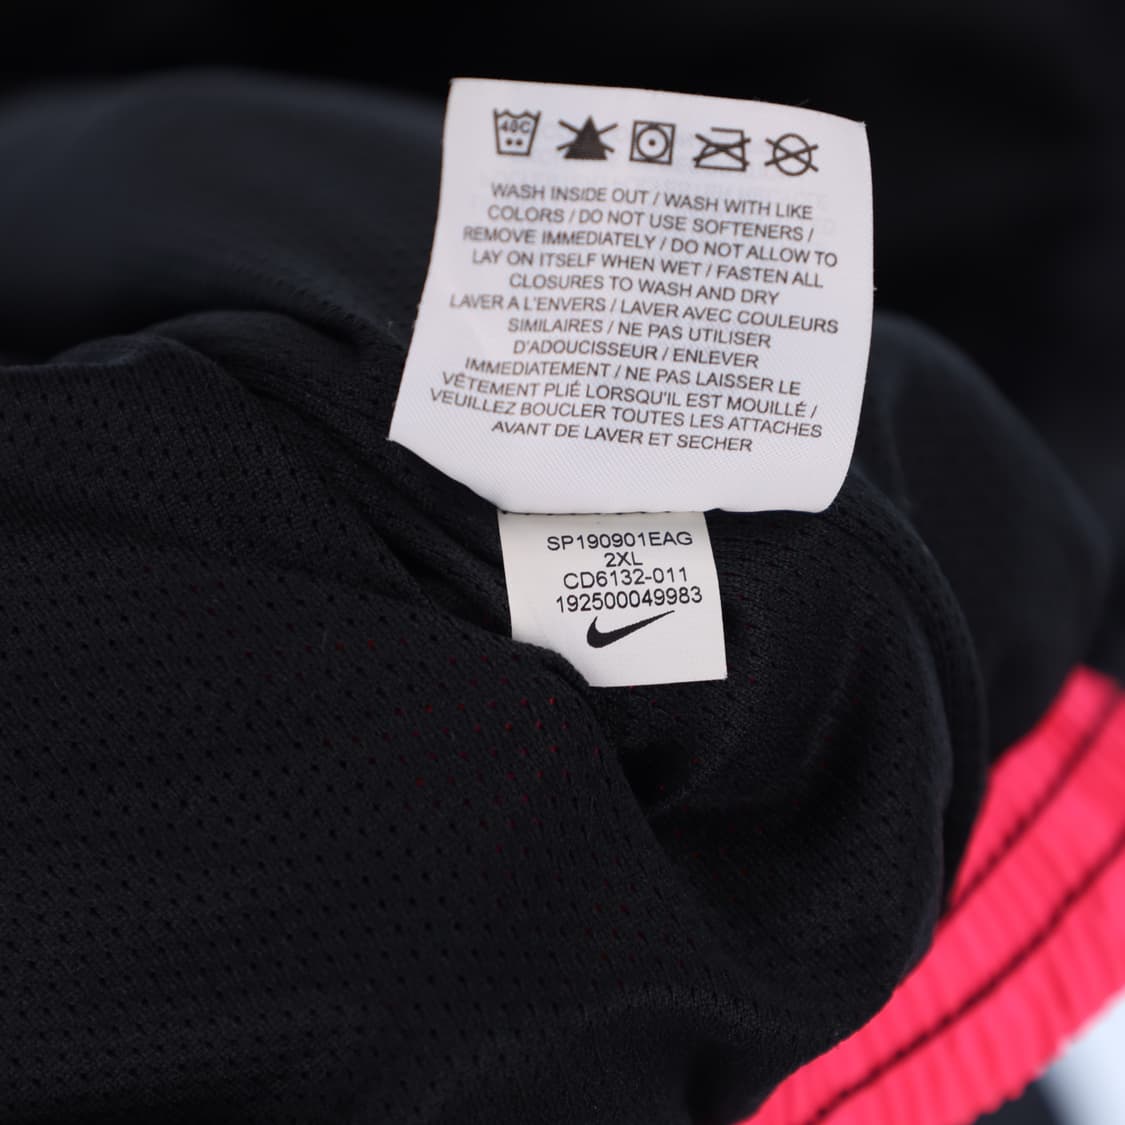 40C
WASH INSIDE OUT / WASH WITH LIKE
COLORS / DO NOT USE SOFTENERS /
REMOVE IMMEDIATELY / DO NOT ALLOW TO
LAY ON ITSELF WHEN WET / FASTEN ALL
CLOSURES TO WASH AND DRY
LAVER A L'ENVERS / LAVER AVEC COULEURS
SIMILAIRES / NE PAS UTILISER
D'ADOUCISSEUR / ENLEVER
IMMEDIATEMENT / NE PAS LAISSER LE
VÊTEMENT PLIÉ LORSQU'IL EST MOUILLÉ /
VEUILLEZ BOUCLER TOUTES LES ATTACHES
AVANT DE LAVER ET SECHER
SP190901EAG
2XL
CD6132-011
192500049983